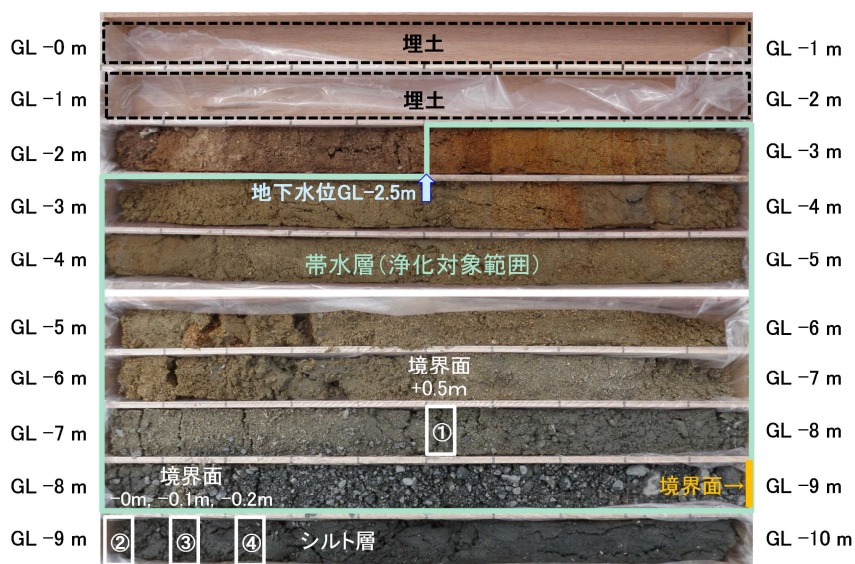 GL -0 m 埋土 GL -1 m
GL -1 m 埋土 GL -2 m
GL -2 m GL -3 m
地下水位GL-2.5m
GL -3 m GL -4 m
GL -4 m 帯水層(浄化対象範囲) GL -5 m
GL -5 m GL -6 m
境界面
GL -6 m +0.5m GL -7 m
GL -7 m ① GL -8 m
境界面
GL -8 m 境界面→ GL -9 m
-0m, -0.1m, -0.2m
GL -9 m ② ③ ④ シルト層 GL -10 m